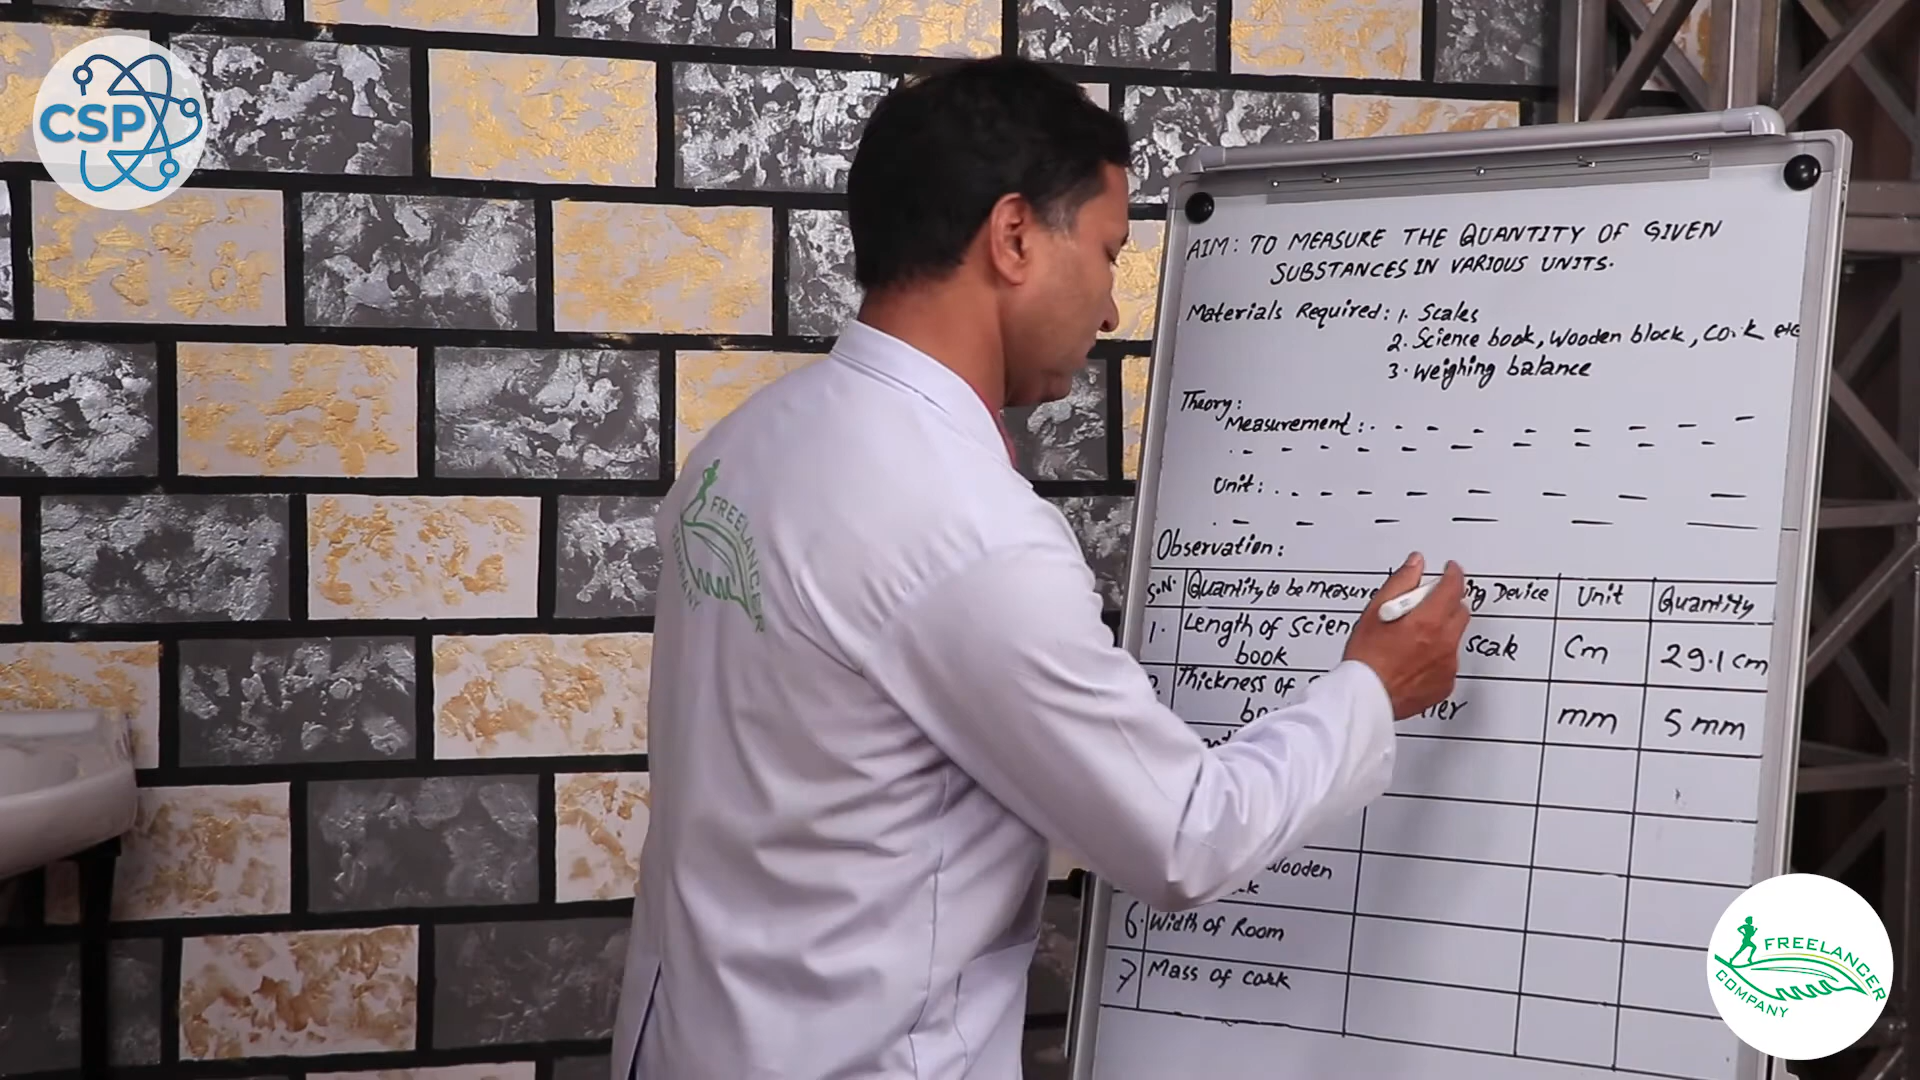 CSP
AIM: TO MEASURE THE QUANTITY OF GIVEN
SUBSTANCES IN VARIOUS UNITS.
Materials Required: 1. Scales
2. Science book, Wooden block, Co k etc
3. Weighing balance
Theory:
Measurement:
Unit:
Observation:
S.N. Quantity to be measure ing Device Unit Quantity
1. Length of Scien scale Cm 29.1 cm
book
Thickness of
mm 5 mm
Wooden
6. Width of Room
7 Mass of cork
FREELANCER
COMPANY
FREELANCER
COMPANY